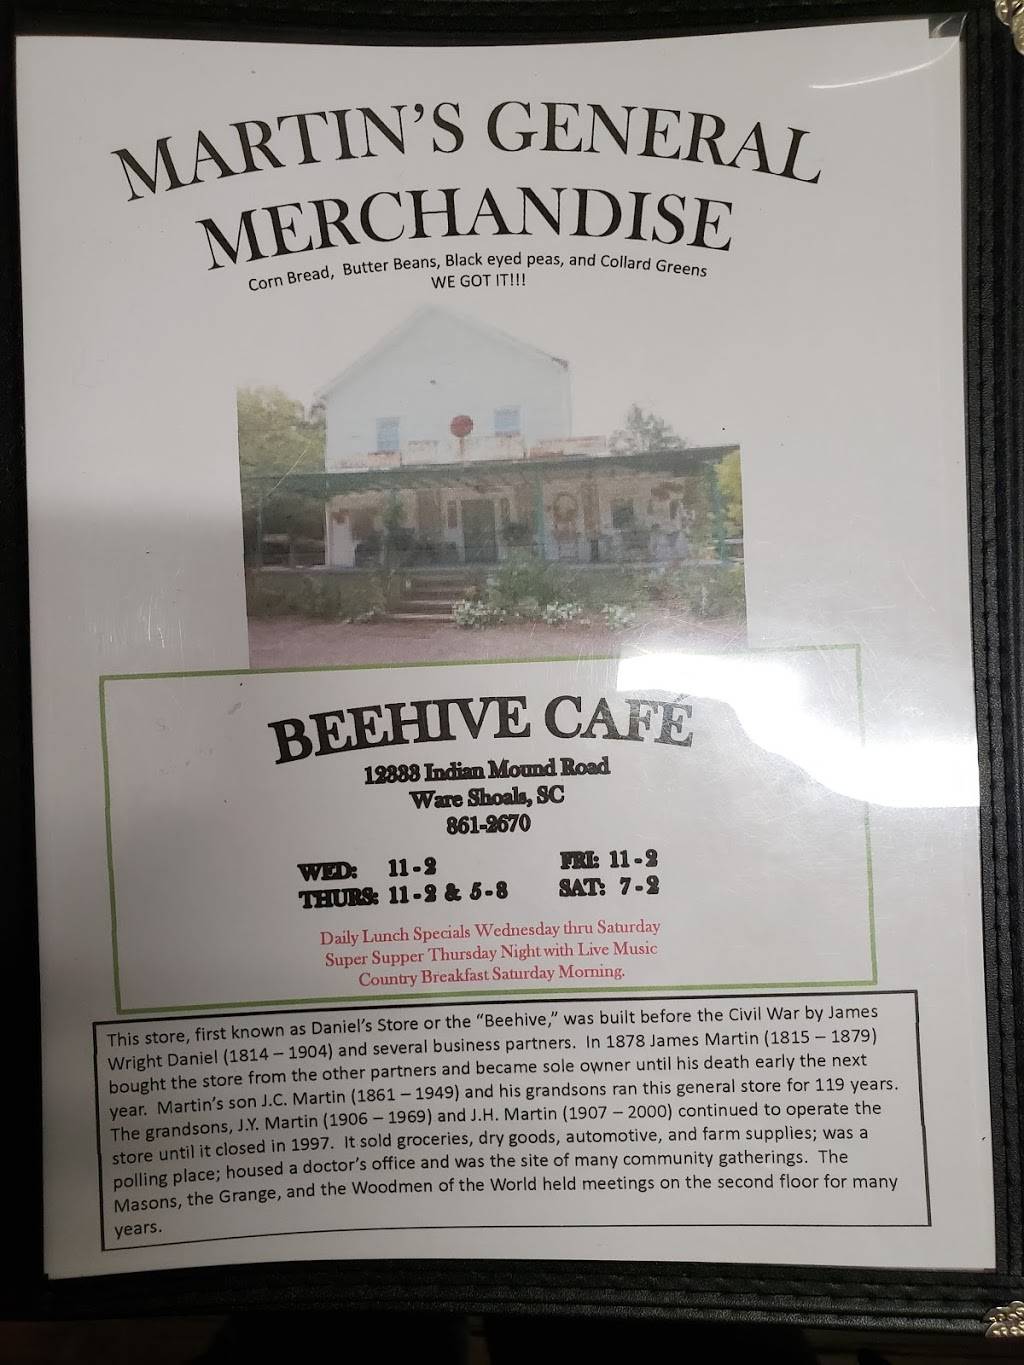 MARTIN'S GENERAL
MERCHANDISE
Corn Bread, Butter Beans, Black eyed peas, and Collard Greens
WE GOT IT!!!
BEEHIVE CAFÉ
12333 Indian Mound Road
Ware Shoals, SC
861-2670
WED: 11 - 2 FRI: 11 - 2
THURS: 11 - 2 & 5 - 8 SAT: 7 - 2
Daily Lunch Specials Wednesday thru Saturday
Super Supper Thursday Night with Live Music
Country Breakfast Saturday Morning.
This store, first known as Daniel's Store or the "Beehive," was built before the Civil War by James
Wright Daniel (1814 – 1904) and several business partners. In 1878 James Martin (1815 – 1879)
bought the store from the other partners and became sole owner until his death early the next
year. Martin's son J.C. Martin (1861 – 1949) and his grandsons ran this general store for 119 years.
The grandsons, J.Y. Martin (1906 – 1969) and J.H. Martin (1907 – 2000) continued to operate the
store until it closed in 1997. It sold groceries, dry goods, automotive, and farm supplies; was a
polling place; housed a doctor's office and was the site of many community gatherings. The
Masons, the Grange, and the Woodmen of the World held meetings on the second floor for many
years.